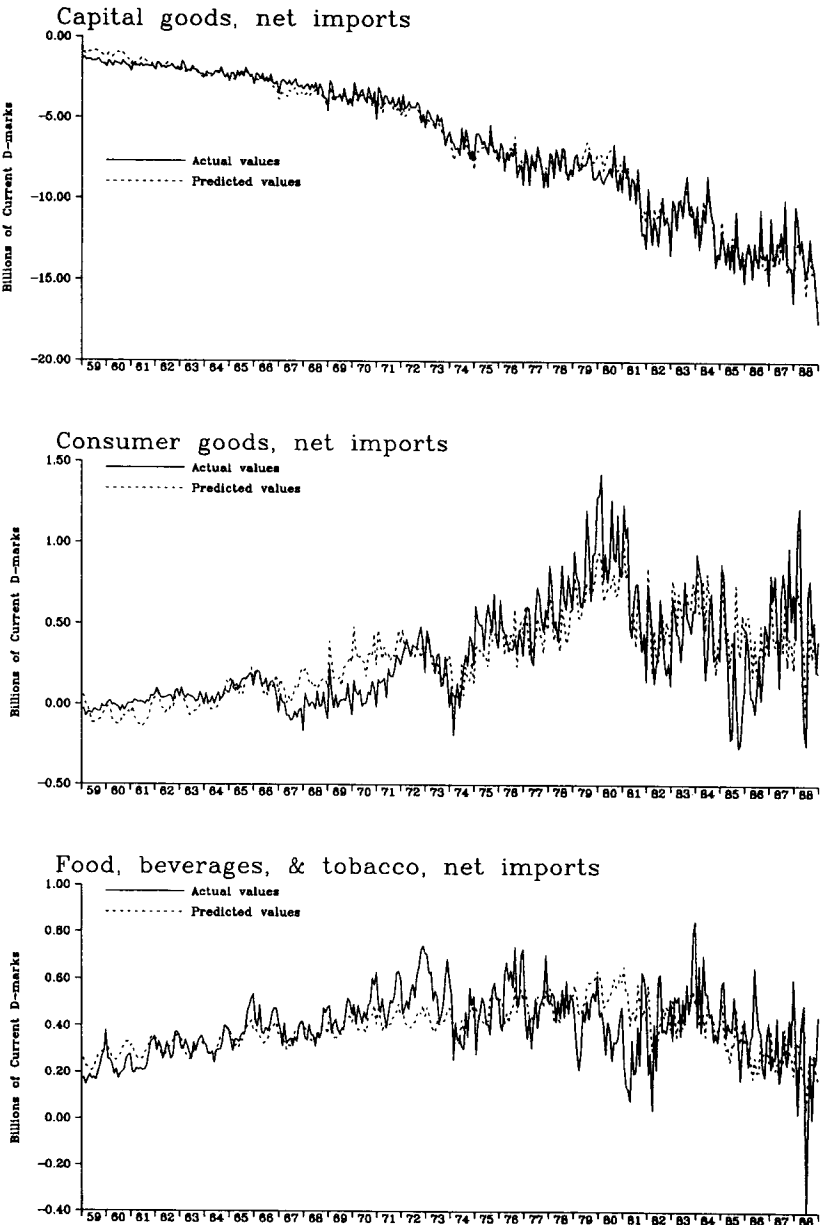 Capital goods, net imports
0.00
-5.00
-10.00
-15.00
-20.00
Billions of Current D-marks
Actual values
Predicted values
59 60 61 62 63 64 65 66 67 68 69 70 71 72 73 74 75 76 77 78 79 80 81 82 83 84 85 86 87 88
Consumer goods, net imports
1.50
1.00
0.50
0.00
-0.50
Billions of Current D-marks
Actual values
Predicted values
59 60 61 62 63 64 65 66 67 68 69 70 71 72 73 74 75 76 77 78 79 80 81 82 83 84 85 86 87 88
Food, beverages, & tobacco, net imports
1.00
0.80
0.60
0.40
0.20
0.00
-0.20
-0.40
Billions of Current D-marks
Actual values
Predicted values
59 60 61 62 63 64 65 66 67 68 69 70 71 72 73 74 75 76 77 78 79 80 81 82 83 84 85 86 87 88